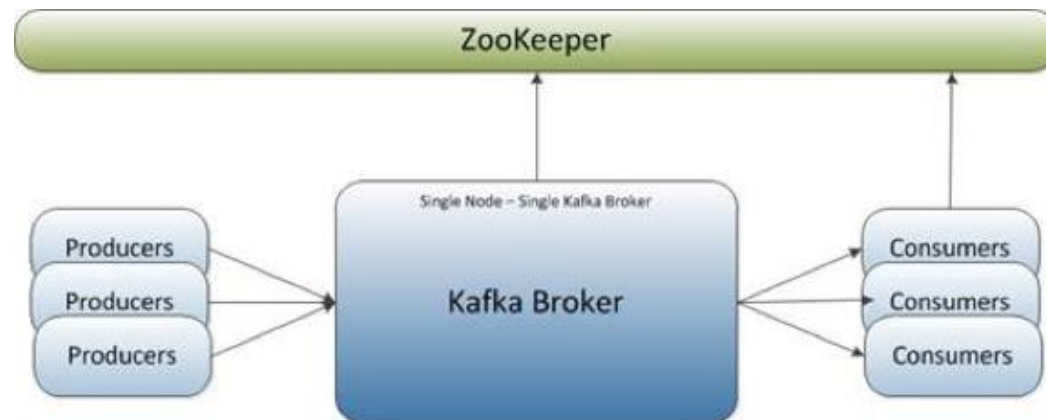 ZooKeeper
Single Node – Single Kafka Broker
Kafka Broker
Producers
Producers
Producers
Consumers
Consumers
Consumers